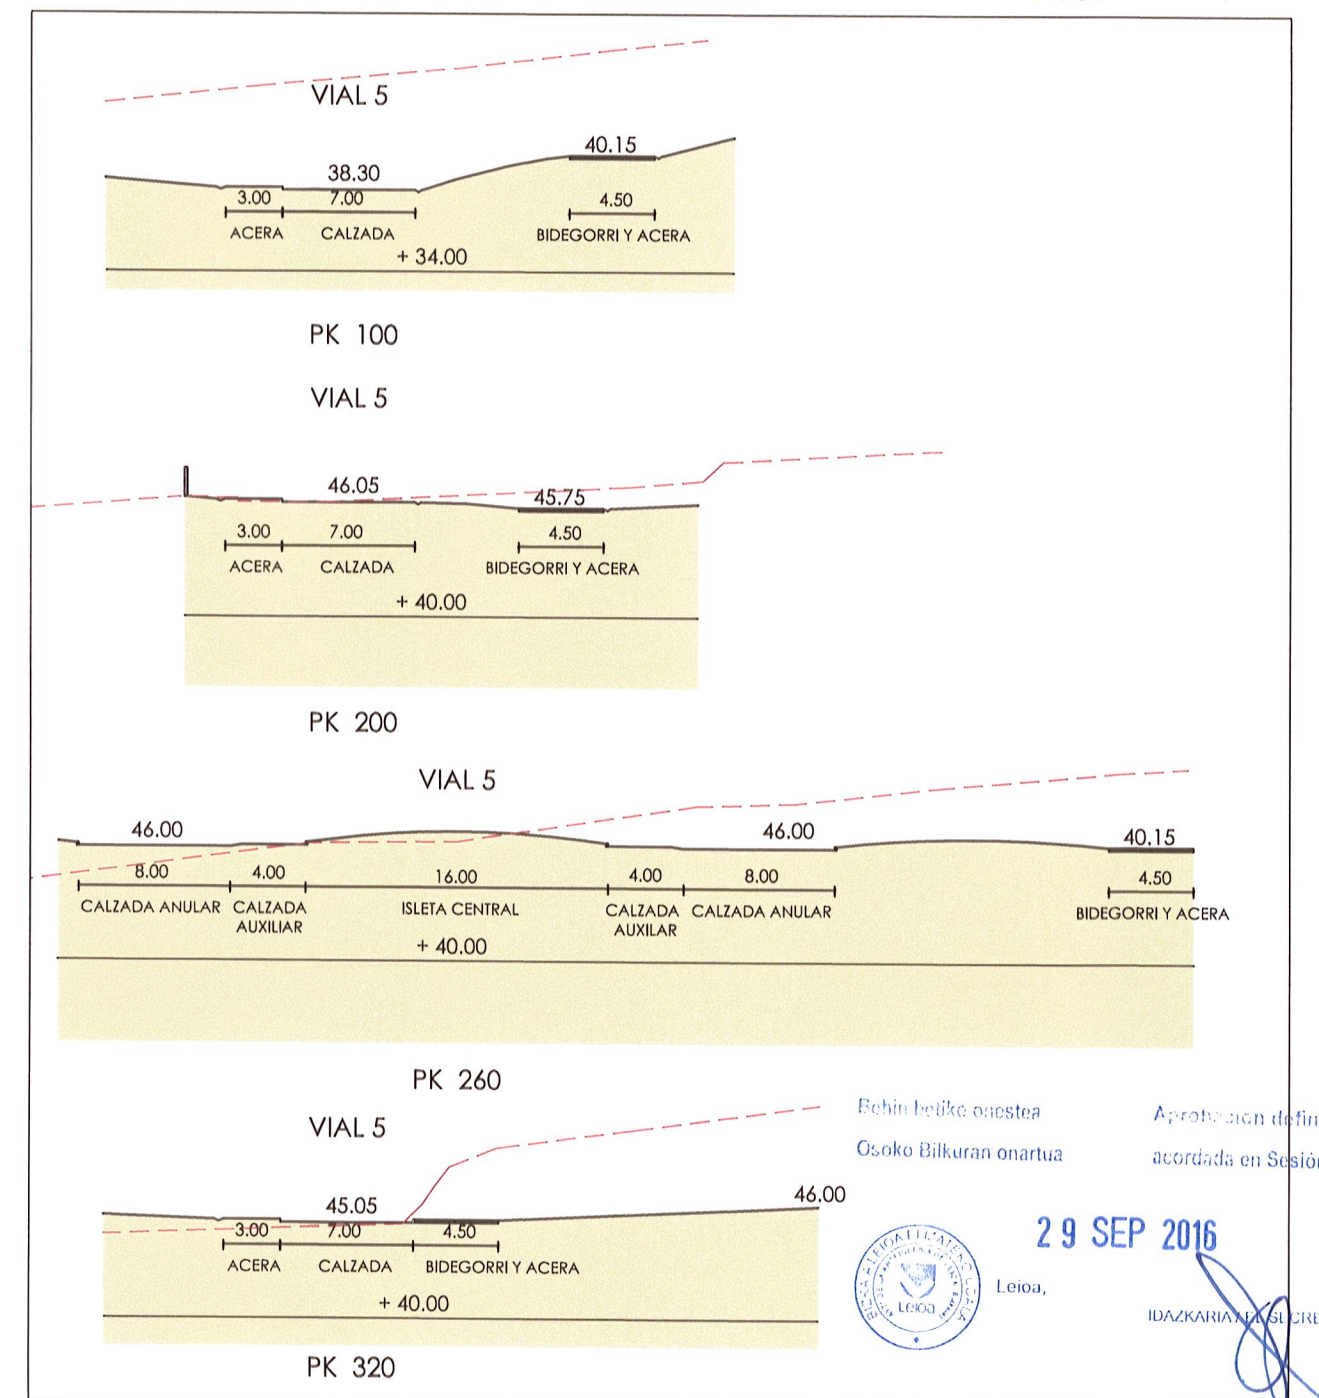 VIAL 5
40.15
38.30
3.00 7.00 4.50
ACERA CALZADA BIDEGORRI Y ACERA
+ 34.00
PK 100
VIAL 5
46.05
45.75
3.00 7.00 4.50
ACERA CALZADA BIDEGORRI Y ACERA
+ 40.00
PK 200
VIAL 5
46.00 46.00 40.15
8.00 4.00 16.00 4.00 8.00 4.50
CALZADA ANULAR CALZADA ISLETA CENTRAL CALZADA CALZADA ANULAR BIDEGORRI Y ACERA
AUXILIAR AUXILAR
+ 40.00
PK 260
VIAL 5
46.00
45.05
3.00 7.00 4.50
ACERA CALZADA BIDEGORRI Y ACERA
+ 40.00
PK 320
Behin betiko onestea
Osoko Bilkuran onartua
Aprobación defin
acordada en Sesión
29 SEP 2016
Leioa,
Leioa
IDAZKARIA